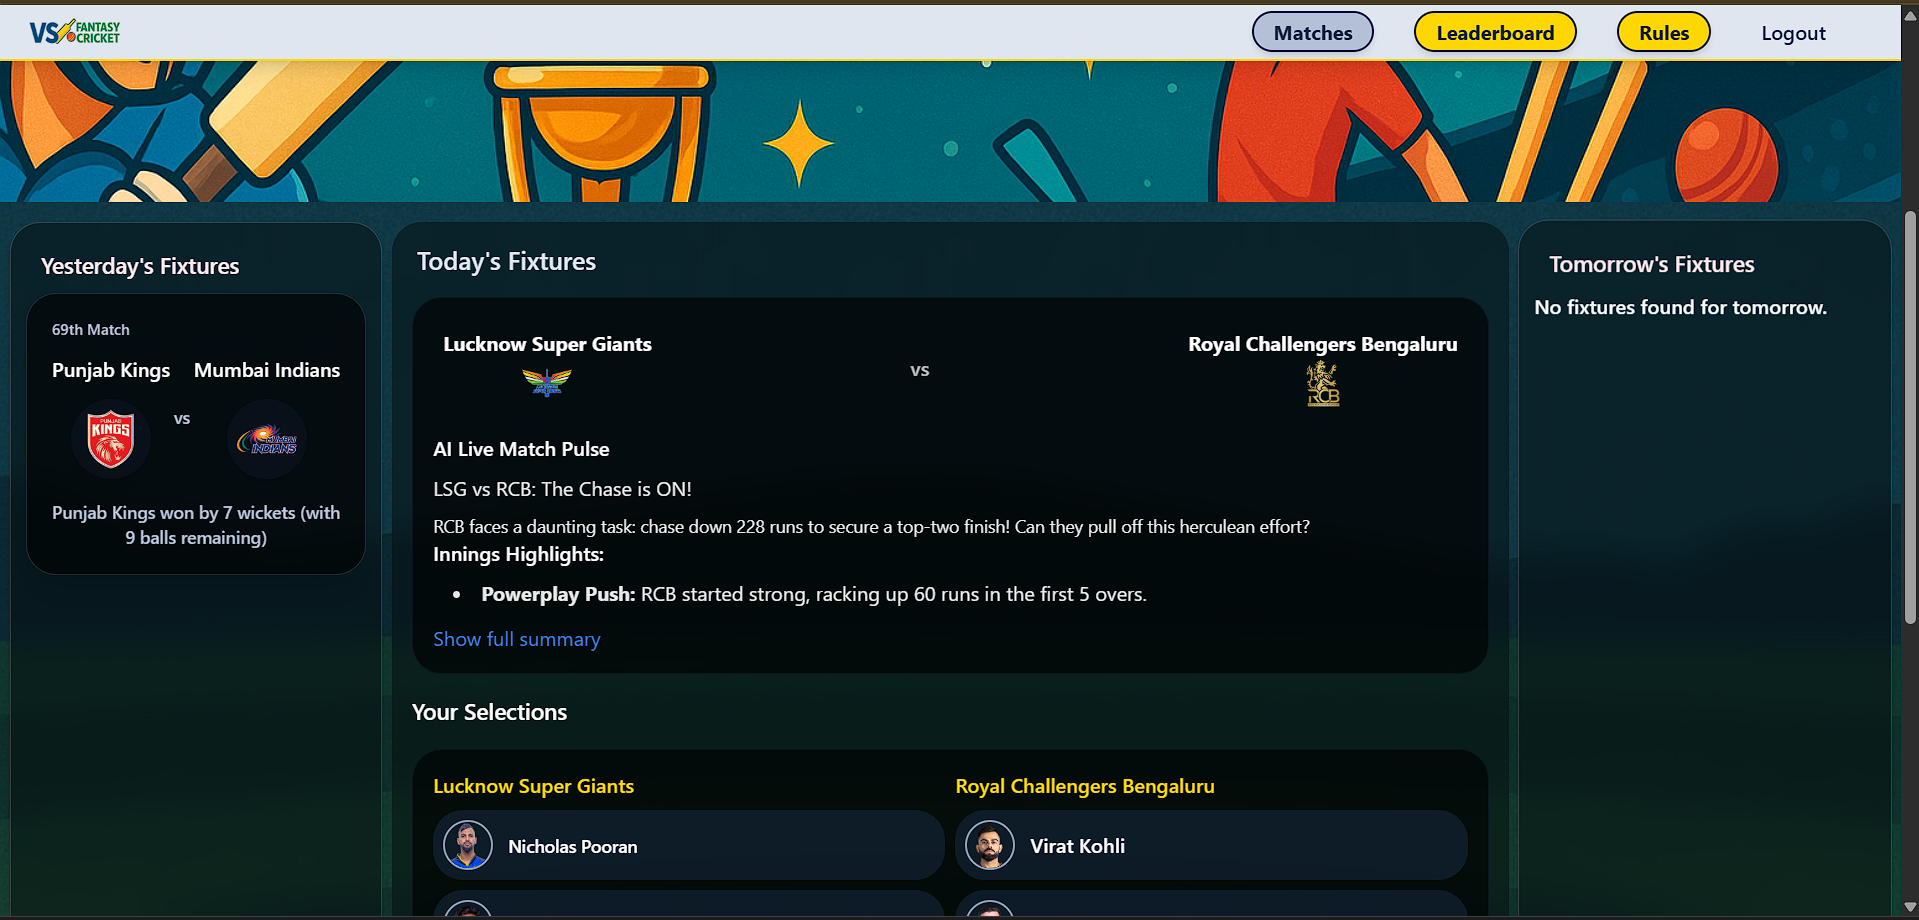 VS FANTASY CRICKET
Matches
Leaderboard
Rules
Logout
Yesterday's Fixtures
69th Match
Punjab Kings
Mumbai Indians
PUNJAB
KINGS
vs
MUMBAI
INDIANS
Punjab Kings won by 7 wickets (with
9 balls remaining)
Today's Fixtures
Lucknow Super Giants
vs
Royal Challengers Bengaluru
RCB
AI Live Match Pulse
LSG vs RCB: The Chase is ON!
RCB faces a daunting task: chase down 228 runs to secure a top-two finish! Can they pull off this herculean effort?
Innings Highlights:
• Powerplay Push: RCB started strong, racking up 60 runs in the first 5 overs.
Show full summary
Your Selections
Lucknow Super Giants
Royal Challengers Bengaluru
Nicholas Pooran
Virat Kohli
Tomorrow's Fixtures
No fixtures found for tomorrow.